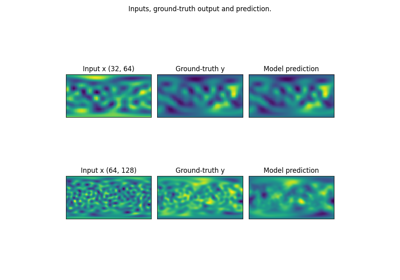 Inputs, ground-truth output and prediction.
Input x (32, 64) Ground-truth y Model prediction
Input x (64, 128) Ground-truth y Model prediction